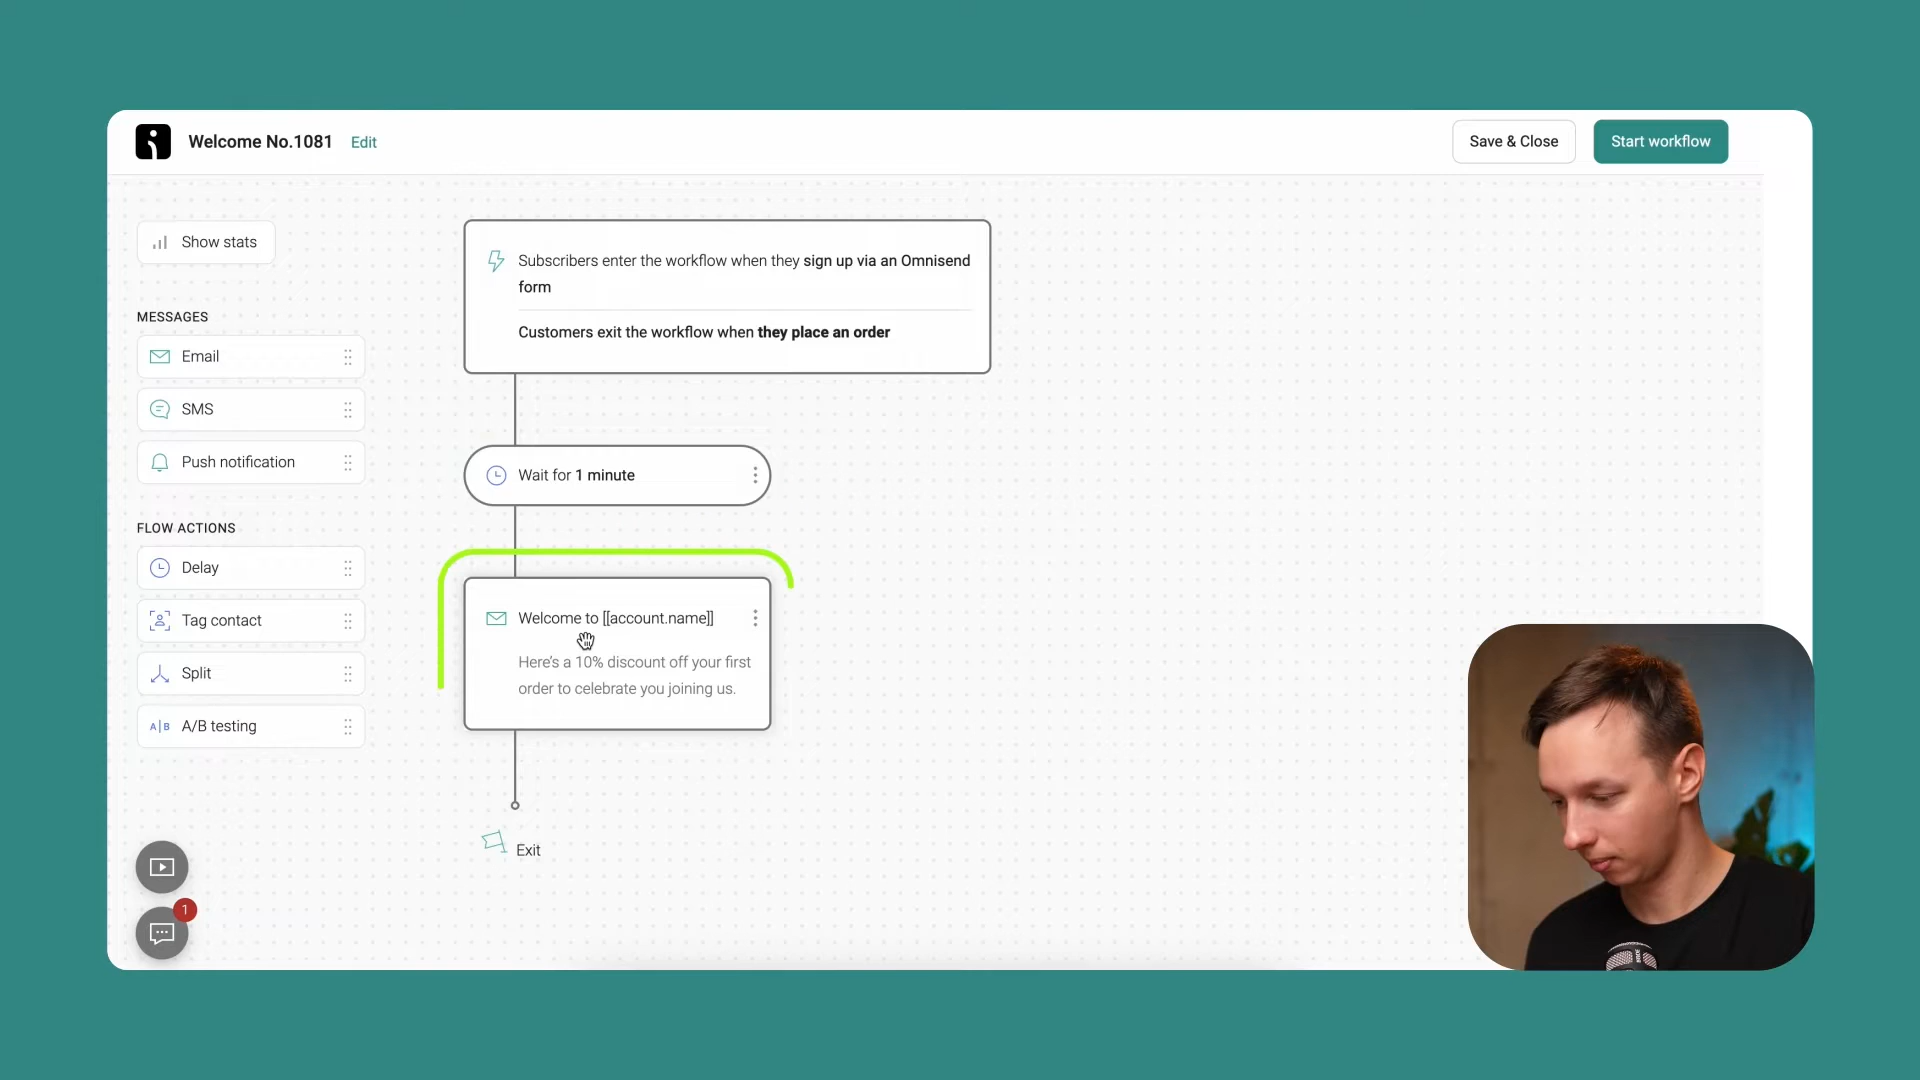 Welcome No.1081 Edit
Save & Close
Start workflow
Show stats
MESSAGES
Email
SMS
Push notification
FLOW ACTIONS
Delay
Tag contact
Split
A|B A/B testing
1
Subscribers enter the workflow when they sign up via an Omnisend
form
Customers exit the workflow when they place an order
Wait for 1 minute
Welcome to [[account.name]]
Here's a 10% discount off your first
order to celebrate you joining us.
Exit